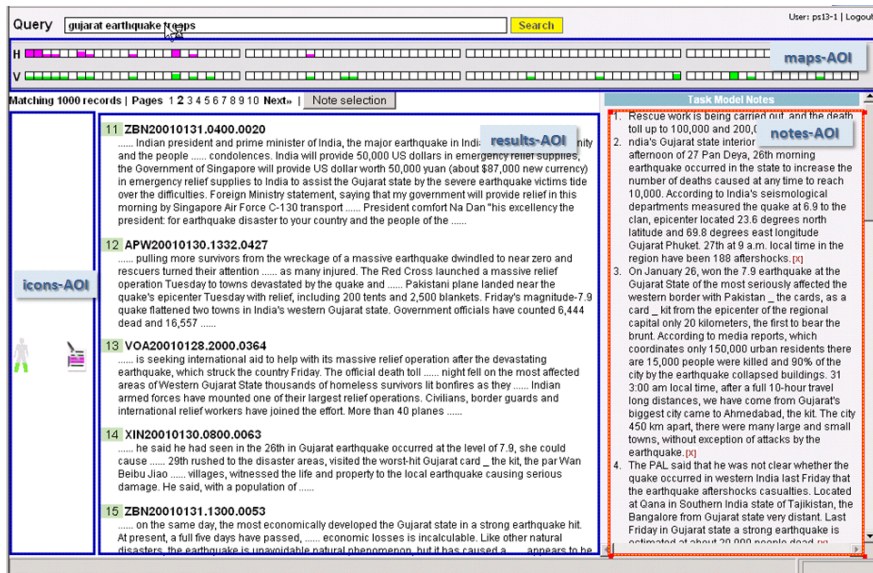 User: ps13-1 | Logout
Query gujarat earthquake troops Search
H
maps-AOI
V
Matching 1000 records | Pages 1 2 3 4 5 6 7 8 9 10 Next» | Note selection
11 ZBN20010131.0400.0020
...... Indian president and prime minister of India, the major earthquake in Indi nity
results-AOI
and the people ...... condolences. India will provide 50,000 US dollars in emergency relief supplies,
the Government of Singapore will provide US dollar worth 50,000 yuan (about $87,000 new currency)
in emergency relief supplies to India to assist the Gujarat state by the severe earthquake victims tide
over the difficulties. Foreign Ministry statement, saying that my government will provide relief in this
morning by Singapore Air Force C-130 transport ...... President comfort Na Dan "his excellency the
president: for earthquake disaster to your country and the people of the ......
12 APW20010130.1332.0427
...... pulling more survivors from the wreckage of a massive earthquake dwindled to near zero and
rescuers turned their attention ...... as many injured. The Red Cross launched a massive relief
operation Tuesday to towns devastated by the quake and ...... Pakistani plane landed near the
quake's epicenter Tuesday with relief, including 200 tents and 2,500 blankets. Friday's magnitude-7.9
quake flattened two towns in India's western Gujarat state. Government officials have counted 6,444
dead and 16,557 ......
icons-AOI
13 VOA20010128.2000.0364
...... is seeking international aid to help with its massive relief operation after the devastating
earthquake, which struck the country Friday. The official death toll ...... night fell on the most affected
areas of Western Gujarat State thousands of homeless survivors lit bonfires as they ...... Indian
armed forces have mounted one of their largest relief operations. Civilians, border guards and
international relief workers have joined the effort. More than 40 planes ......
14 XIN20010130.0800.0063
...... he said he had seen in the 26th in Gujarat earthquake occurred at the level of 7.9, she could
cause ...... 29th rushed to the disaster areas, visited the worst-hit Gujarat card _ the kit, the par Wan
Beibu Jiao ...... villages, witnessed the life and property to the local earthquake causing serious
damage. He said, with a population of ......
15 ZBN20010131.1300.0053
...... on the same day, the most economically developed the Gujarat state in a strong earthquake hit.
At present, a full five days have passed, ...... economic losses is incalculable. Like other natural
disasters, the earthquake is unavoidable natural phenomenon, but it has caused a ...... appears to be
Task Model Notes
1. Rescue work is being carried out, and the death
toll up to 100,000 and 200,0
notes-AOI
2. ndia's Gujarat state interior
afternoon of 27 Pan Deya, 26th morning
earthquake occurred in the state to increase the
number of deaths caused at any time to reach
10,000. According to India's seismological
departments measured the quake at 6.9 to the
clan, epicenter located 23.6 degrees north
latitude and 69.8 degrees east longitude
Gujarat Phuket. 27th at 9 a.m. local time in the
region have been 188 aftershocks.[X]
3. On January 26, won the 7.9 earthquake at the
Gujarat State of the most seriously affected the
western border with Pakistan _ the cards, as a
card _ kit from the epicenter of the regional
capital only 20 kilometers, the first to bear the
brunt. According to media reports, which
coordinates only 150,000 urban residents there
are 15,000 people were killed and 90% of the
city by the earthquake collapsed buildings. 31
3:00 am local time, after a full 10-hour travel
long distances, we have come from Gujarat's
biggest city came to Ahmedabad, the kit. The city
450 km apart, there were many large and small
towns, without exception of attacks by the
earthquake.[X]
4. The PAL said that he was not clear whether the
quake occurred in western India last Friday that
the earthquake aftershocks casualties. Located
at Qana in Southern India state of Tajikistan, the
Bangalore from Gujarat state very distant. Last
Friday in Gujarat state a strong earthquake is
estimated at about 20,000 people dead.[X]